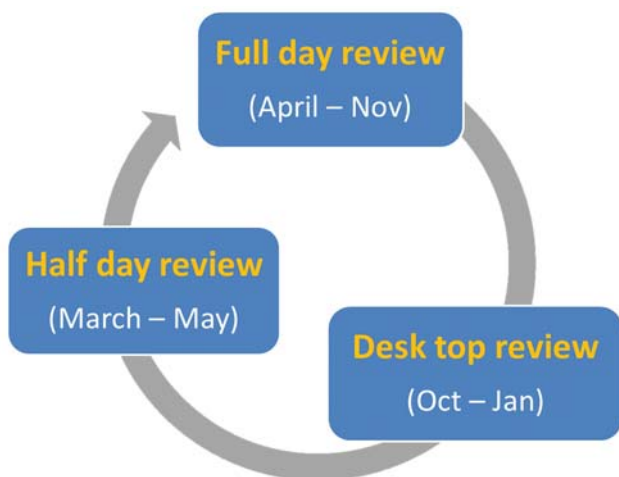 Full day review
(April – Nov)
Half day review
(March – May)
Desk top review
(Oct – Jan)